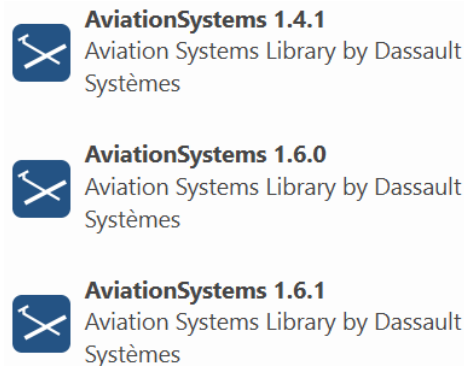 AviationSystems 1.4.1
Aviation Systems Library by Dassault
Systèmes
AviationSystems 1.6.0
Aviation Systems Library by Dassault
Systèmes
AviationSystems 1.6.1
Aviation Systems Library by Dassault
Systèmes